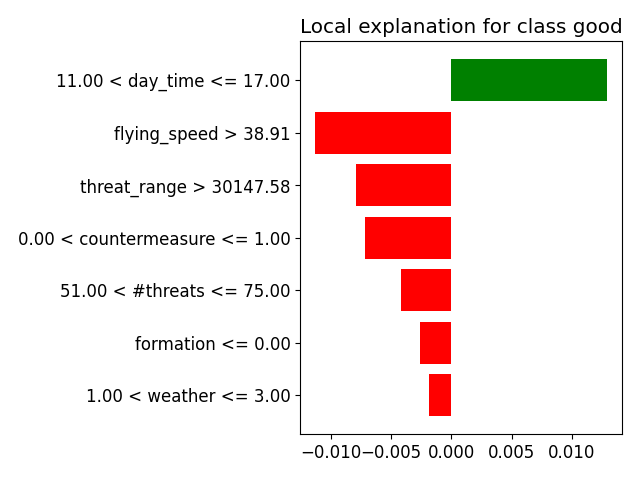 Local explanation for class good
11.00 < day_time <= 17.00
flying_speed > 38.91
threat_range > 30147.58
0.00 < countermeasure <= 1.00
51.00 < #threats <= 75.00
formation <= 0.00
1.00 < weather <= 3.00
−0.010 −0.005 0.000 0.005 0.010